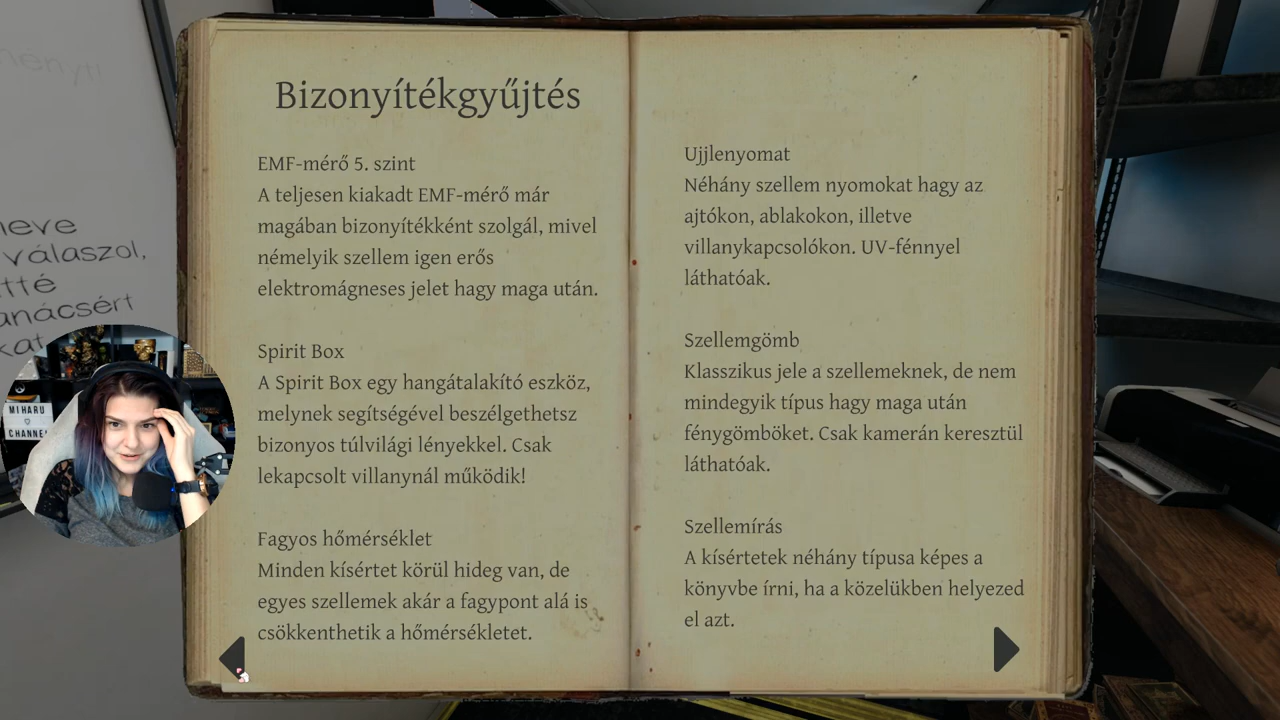 Bizonyítékgyűjtés
EMF-mérő 5. szint
A teljesen kiakadt EMF-mérő már
magában bizonyítékként szolgál, mivel
némelyik szellem igen erős
elektromágneses jelet hagy maga után.
Spirit Box
A Spirit Box egy hangátalakító eszköz,
melynek segítségével beszélgethetsz
bizonyos túlvilági lényekkel. Csak
lekapcsolt villanynál működik!
Fagyos hőmérséklet
Minden kísértet körül hideg van, de
egyes szellemek akár a fagypont alá is
csökkenthetik a hőmérsékletet.
Ujjlenyomat
Néhány szellem nyomokat hagy az
ajtókon, ablakokon, illetve
villanykapcsolókon. UV-fénnyel
láthatóak.
Szellemgömb
Klasszikus jele a szellemeknek, de nem
mindegyik típus hagy maga után
fénygömböket. Csak kamerán keresztül
láthatóak.
Szellemírás
A kísértetek néhány típusa képes a
könyvbe írni, ha a közelükben helyezed
el azt.
neve
válaszol,
tté
anácsért
kat
MIHARU
CHANNE